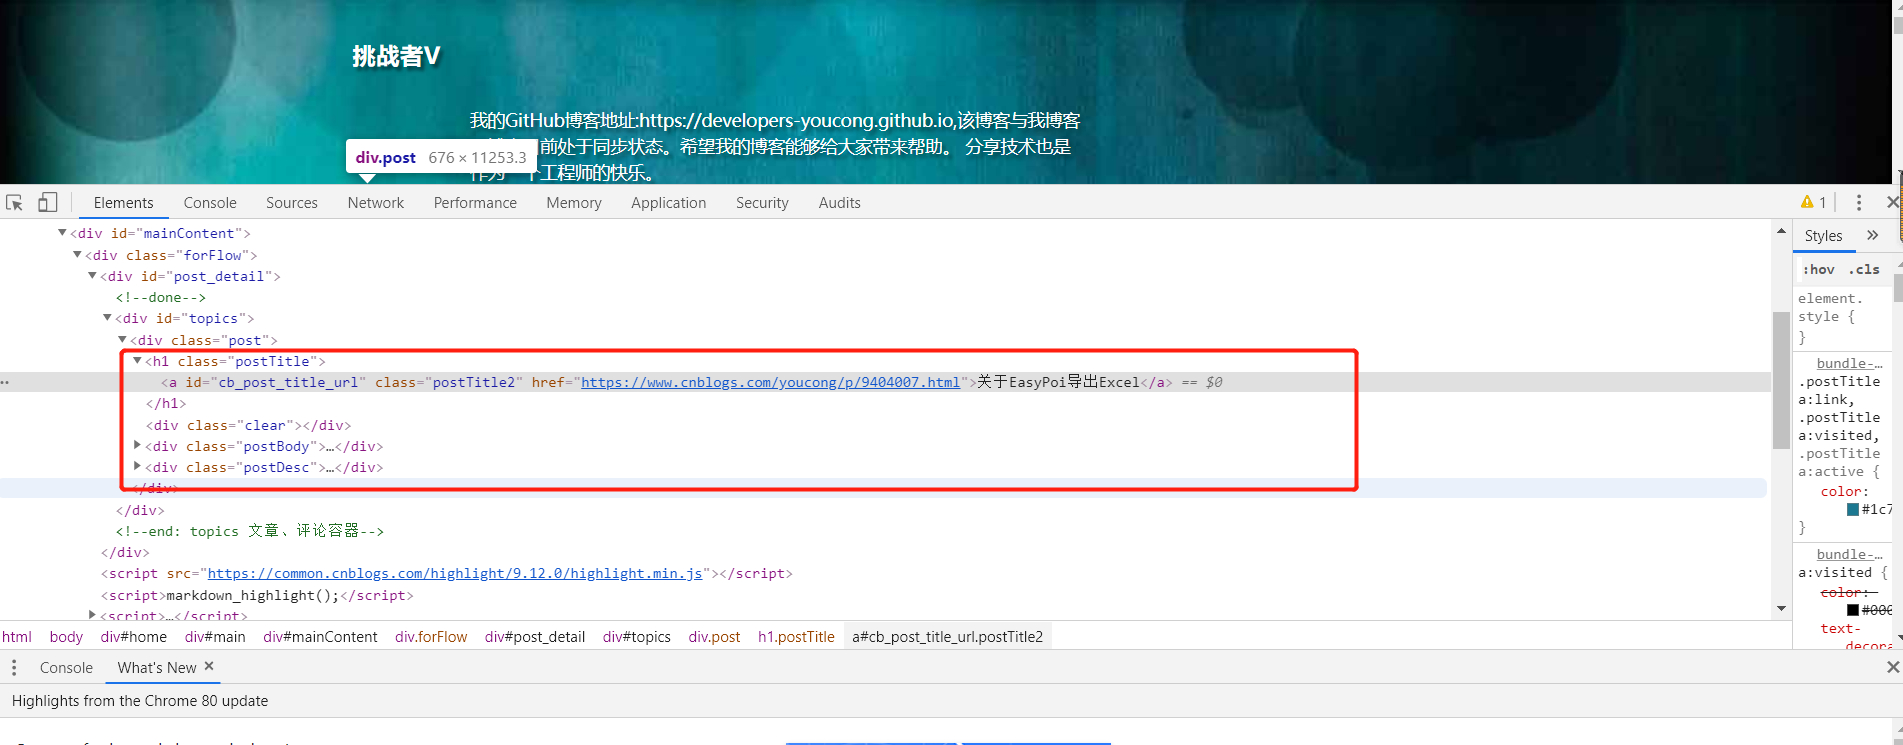 挑战者V
我的GitHub博客地址:https://developers-youcong.github.io,该博客与我博客
前处于同步状态。希望我的博客能够给大家带来帮助。 分享技术也是
个工程师的快乐。
div.post 676 × 11253.3
Elements Console Sources Network Performance Memory Application Security Audits 1
<div id="mainContent">
<div class="forFlow">
<div id="post_detail">
<!--done-->
<div id="topics">
<div class="post">
<h1 class="postTitle">
<a id="cb_post_title_url" class="postTitle2" href="https://www.cnblogs.com/youcong/p/9404007.html">关于EasyPoi导出Excel</a> == $0
</h1>
<div class="clear"></div>
<div class="postBody">…</div>
<div class="postDesc">…</div>
</div>
</div>
<!--end: topics 文章、评论容器-->
</div>
<script src="https://common.cnblogs.com/highlight/9.12.0/highlight.min.js"></script>
<script>markdown_highlight();</script>
<script>…</script>
html body div#home div#main div#mainContent div.forFlow div#post_detail div#topics div.post h1.postTitle a#cb_post_title_url.postTitle2
Styles »
:hov .cls
element.
style {
}
bundle-…
.postTitle
a:link,
.postTitle
a:visited,
.postTitle
a:active {
color:
#1c7
}
bundle-…
a:visited {
color:
#000
text-
decora
Console What's New ×
Highlights from the Chrome 80 update